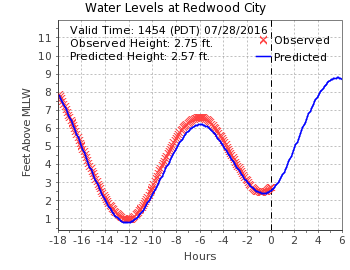 Water Levels at Redwood City
Valid Time: 1454 (PDT) 07/28/2016
Observed Height: 2.75 ft.
Predicted Height: 2.57 ft.
Observed
Predicted
Feet Above MLLW
11
10
9
8
7
6
5
4
3
2
1
-18 -16 -14 -12 -10 -8 -6 -4 -2 0 2 4 6
Hours